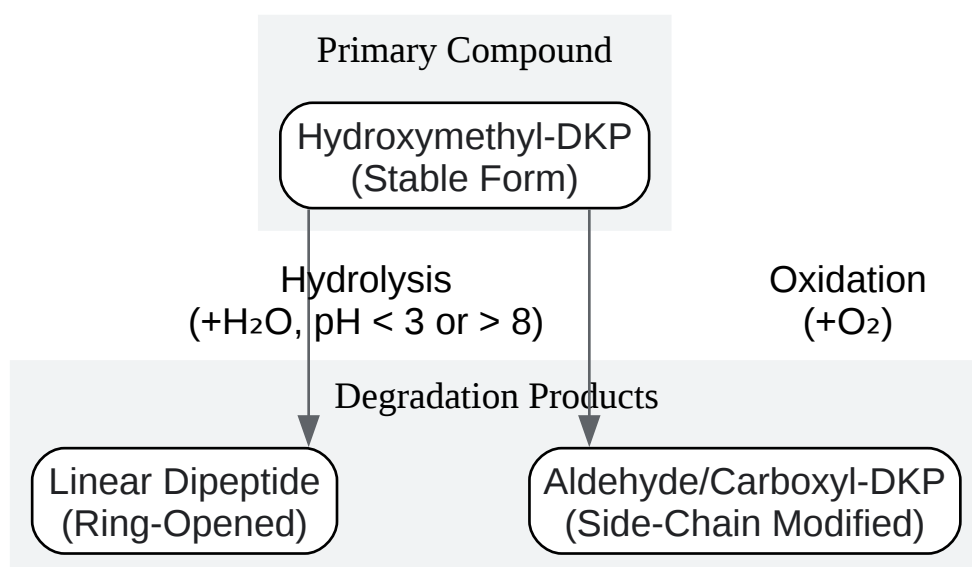 Primary Compound
Hydroxymethyl-DKP
(Stable Form)
Hydrolysis
(+H₂O, pH < 3 or > 8)
Oxidation
(+O₂)
Degradation Products
Linear Dipeptide
(Ring-Opened)
Aldehyde/Carboxyl-DKP
(Side-Chain Modified)